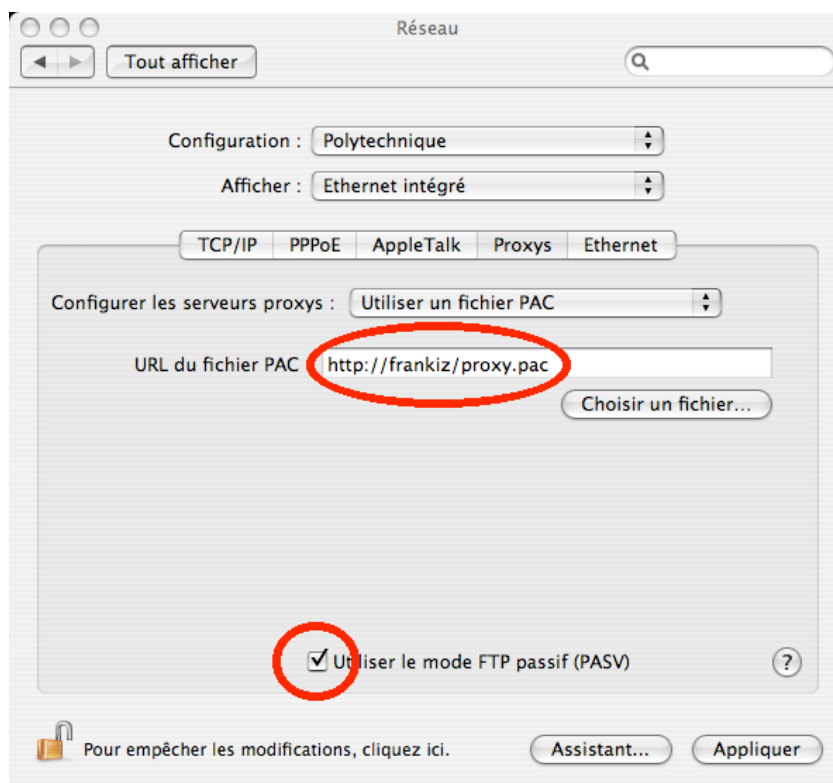 Réseau
Tout afficher
Configuration : Polytechnique
Afficher : Ethernet intégré
TCP/IP PPPoE AppleTalk Proxys Ethernet
Configurer les serveurs proxys : Utiliser un fichier PAC
URL du fichier PAC http://frankiz/proxy.pac
Choisir un fichier...
Utiliser le mode FTP passif (PASV) ?
Pour empêcher les modifications, cliquez ici. Assistant... Appliquer